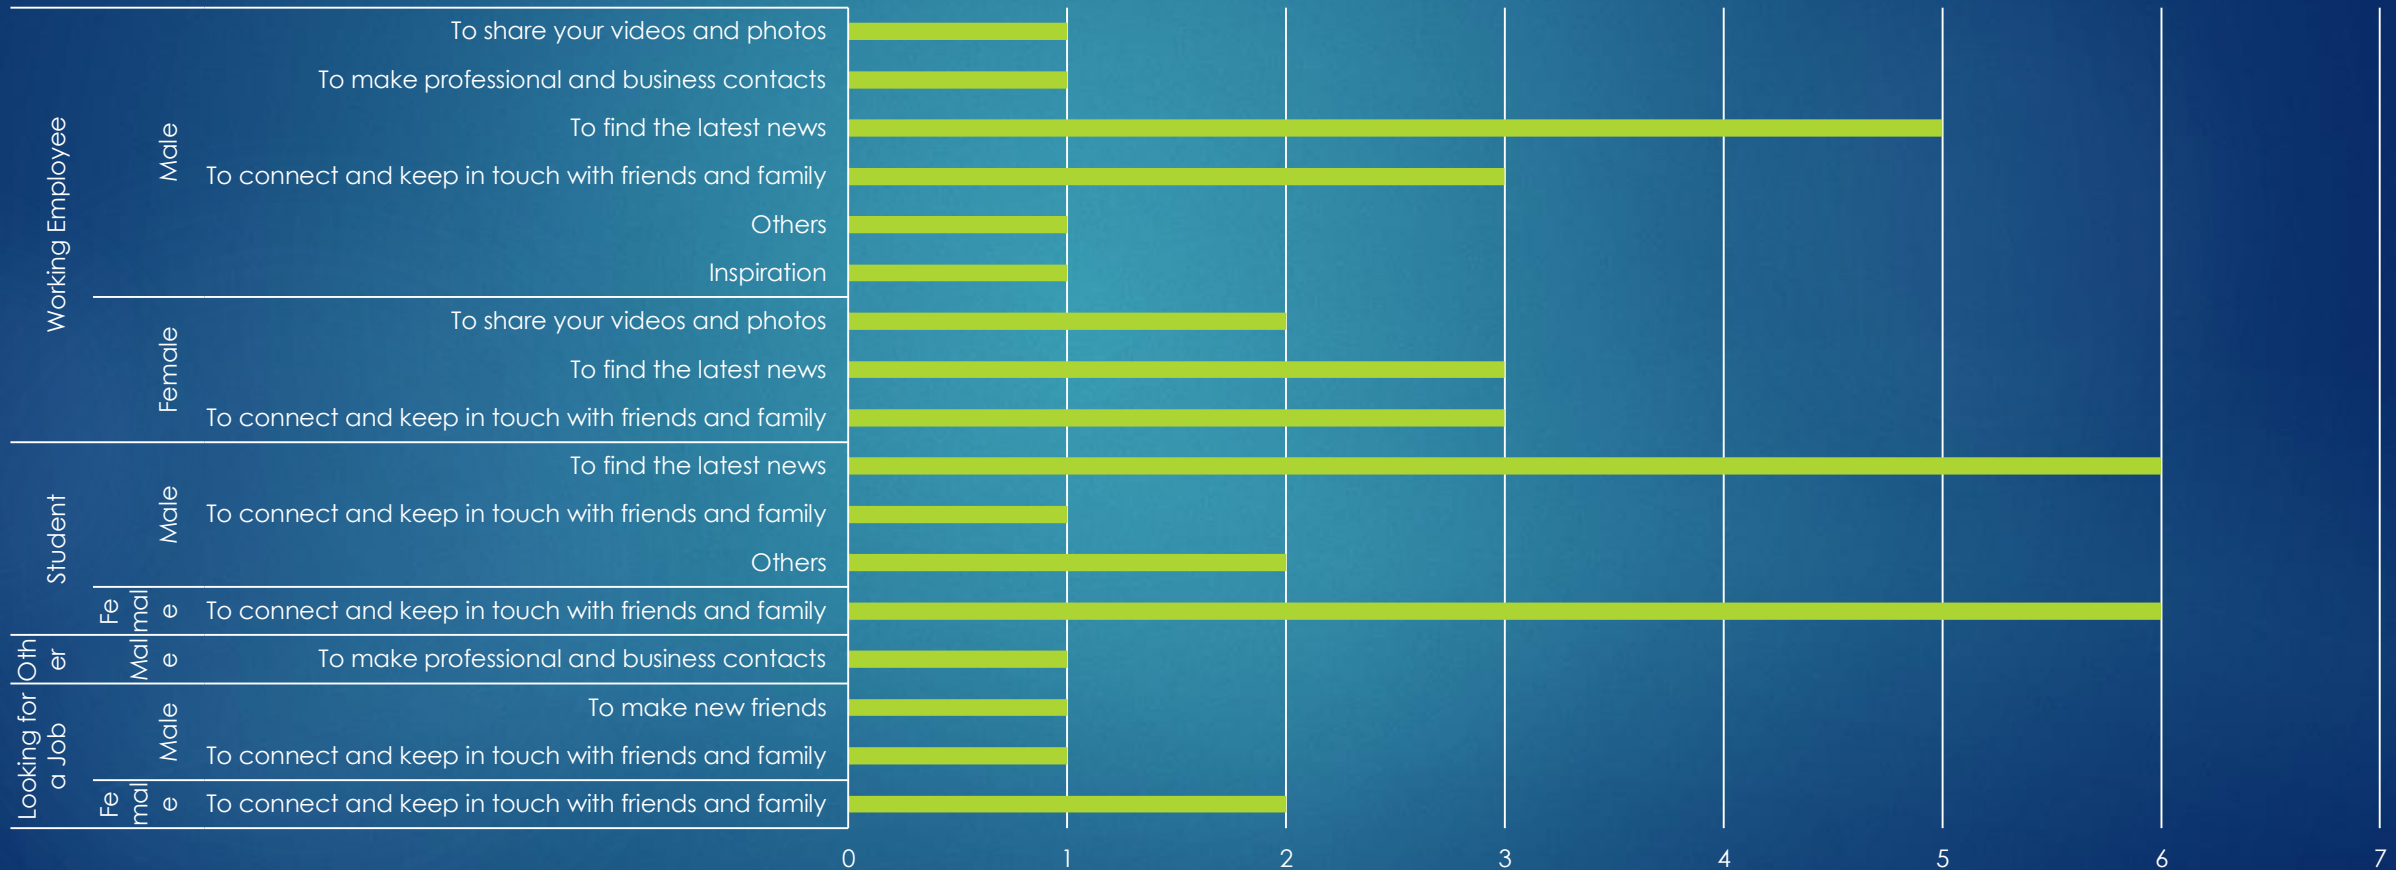 Working Employee
Male
To share your videos and photos
To make professional and business contacts
To find the latest news
To connect and keep in touch with friends and family
Others
Inspiration
Female
To share your videos and photos
To find the latest news
To connect and keep in touch with friends and family
Student
Male
To find the latest news
To connect and keep in touch with friends and family
Others
Fe
mal
e
To connect and keep in touch with friends and family
Oth
er
Mal
e
To make professional and business contacts
Looking for
a Job
Male
To make new friends
To connect and keep in touch with friends and family
Fe
mal
e
To connect and keep in touch with friends and family
0 1 2 3 4 5 6 7